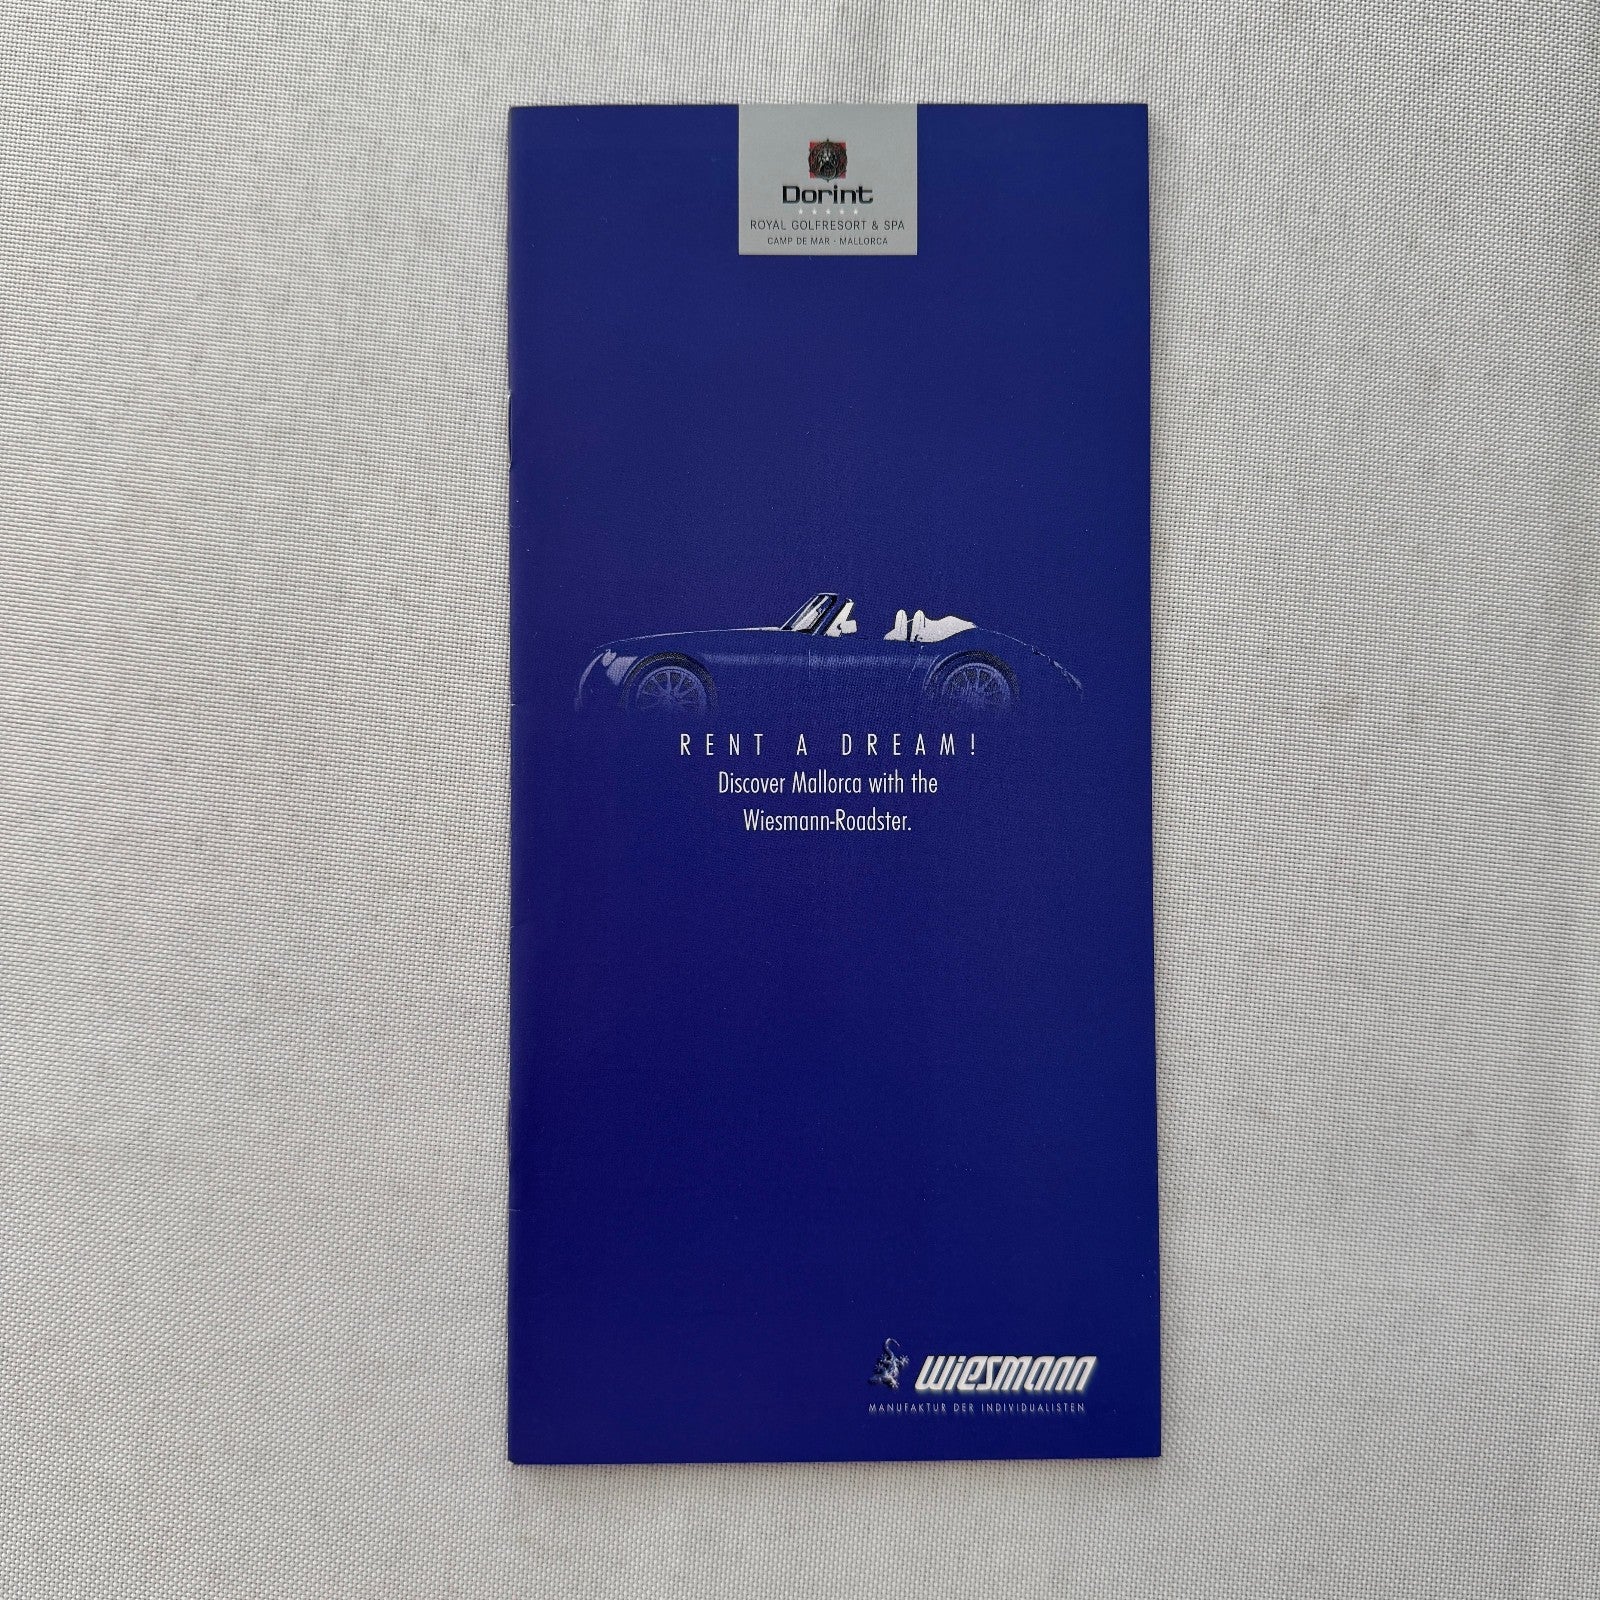 Dorint
ROYAL GOLFRESORT & SPA
CAMP DE MAR · MALLORCA
RENT A DREAM!
Discover Mallorca with the
Wiesmann-Roadster.
WIESMANN
MANUFAKTUR DER INDIVIDUALISTEN